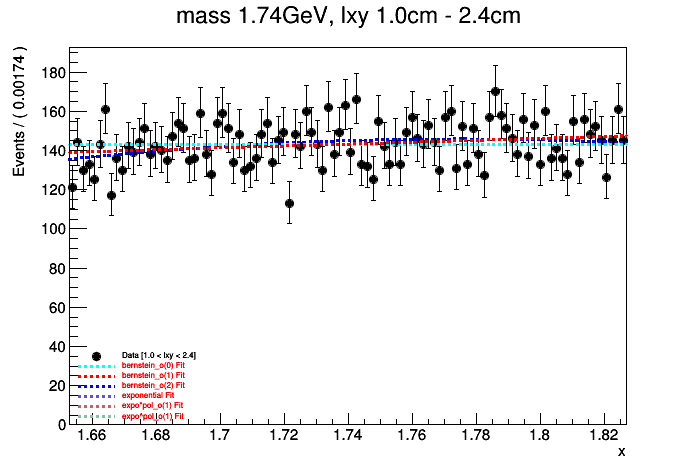 mass 1.74GeV, lxy 1.0cm - 2.4cm
Events / ( 0.00174 )
180
160
140
120
100
80
60
40
20
0
Data [1.0 < lxy < 2.4]
bernstein_o(0) Fit
bernstein_o(1) Fit
bernstein_o(2) Fit
exponential Fit
expo*pol_o(1) Fit
expo*pol_o(1) Fit
1.66 1.68 1.7 1.72 1.74 1.76 1.78 1.8 1.82
x